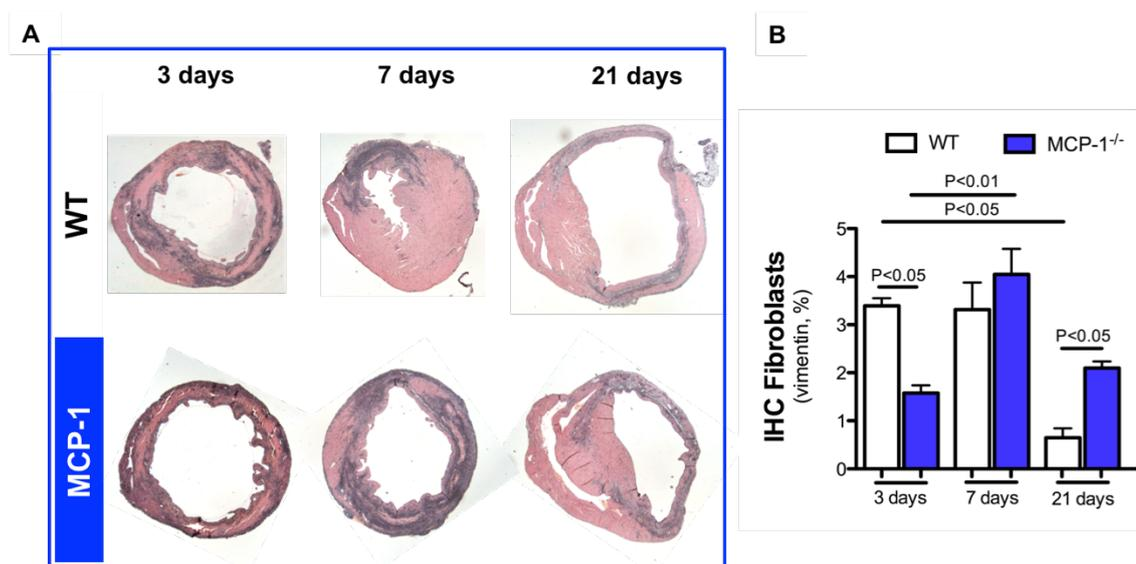 A
3 days 7 days 21 days
WT
MCP-1
B
WT MCP-1-/-
P<0.01
P<0.05
P<0.05
P<0.05
IHC Fibroblasts
(vimentin, %)
5
4
3
2
1
0
3 days 7 days 21 days